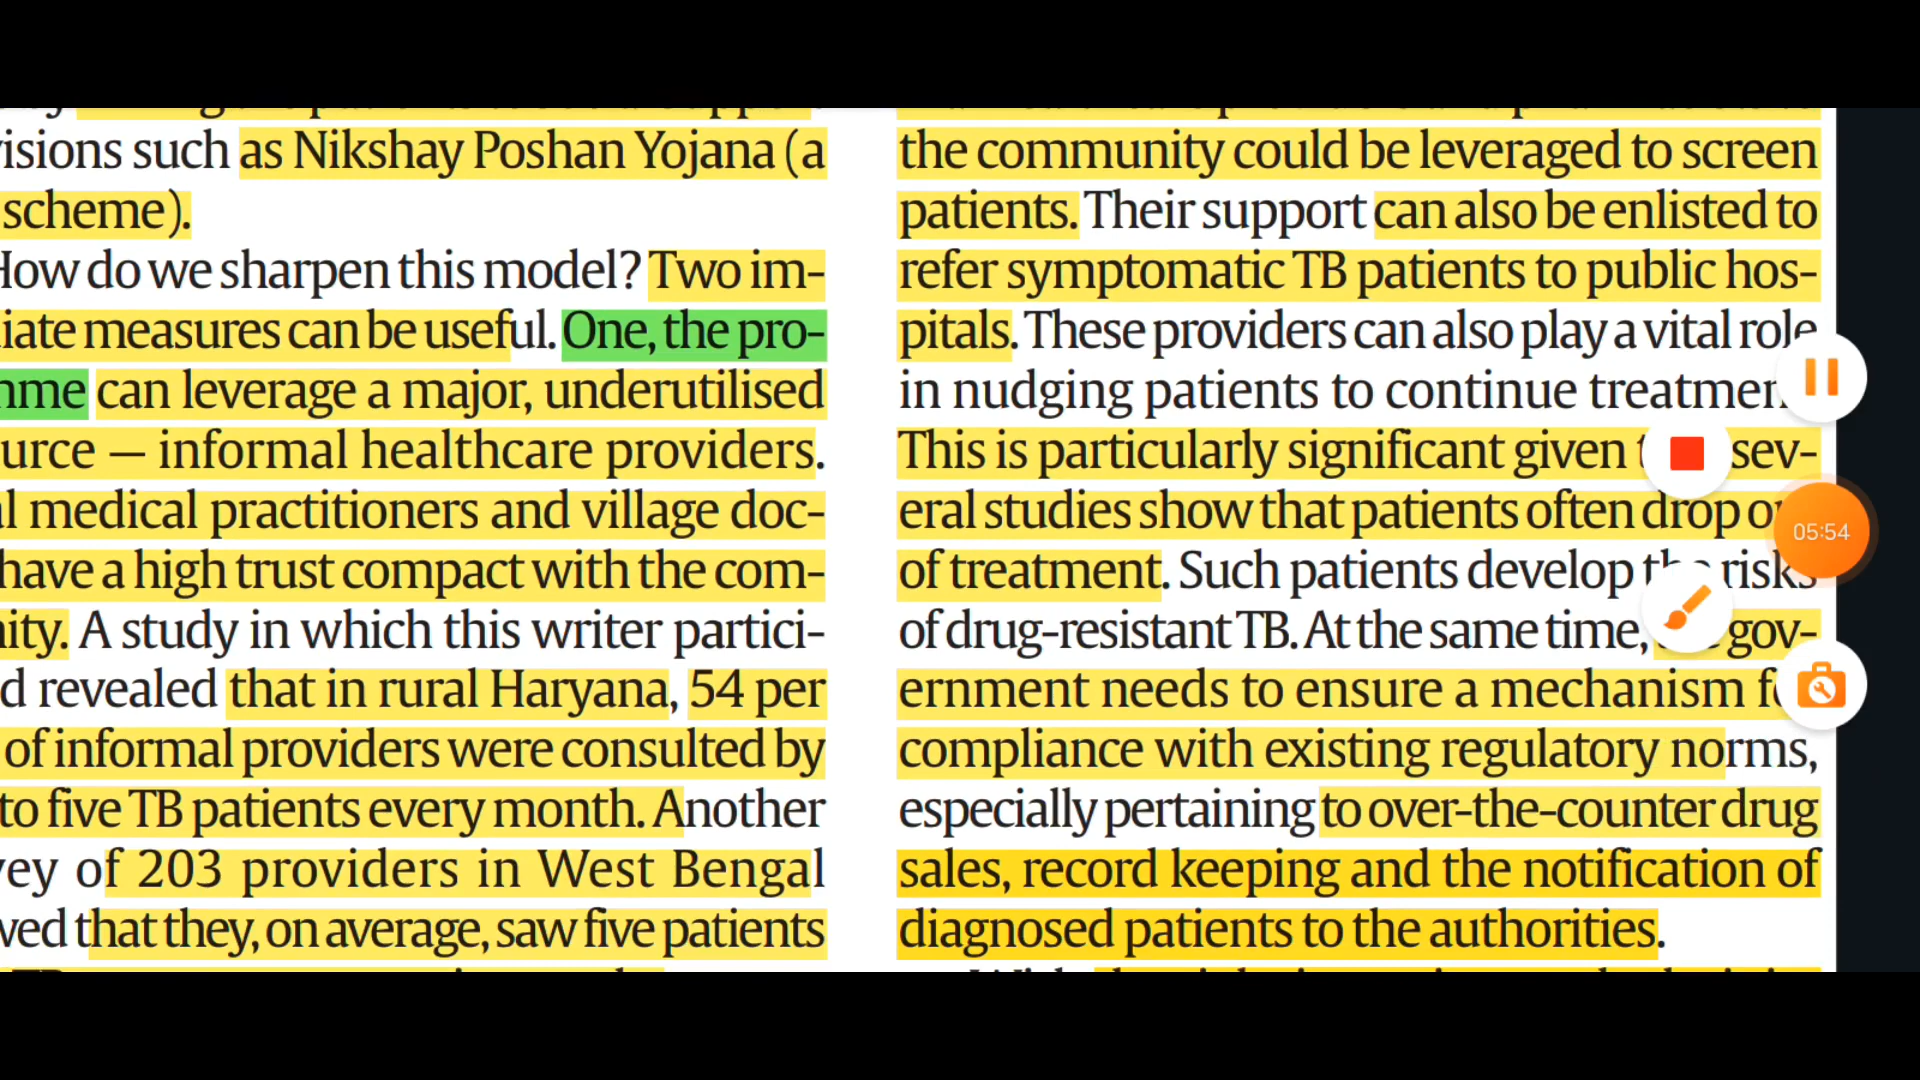 visions such as Nikshay Poshan Yojana (a
scheme).
How do we sharpen this model? Two im-
iate measures can be useful. One, the pro-
mme can leverage a major, underutilised
urce — informal healthcare providers.
al medical practitioners and village doc-
have a high trust compact with the com-
nity. A study in which this writer partici-
d revealed that in rural Haryana, 54 per
of informal providers were consulted by
to five TB patients every month. Another
vey of 203 providers in West Bengal
wed that they, on average, saw five patients
the community could be leveraged to screen
patients. Their support can also be enlisted to
refer symptomatic TB patients to public hos-
pitals. These providers can also play a vital role
in nudging patients to continue treatmen
This is particularly significant given sev-
eral studies show that patients often drop
of treatment. Such patients develop the risks
of drug-resistant TB. At the same time, gov-
ernment needs to ensure a mechanism
compliance with existing regulatory norms,
especially pertaining to over-the-counter drug
sales, record keeping and the notification of
diagnosed patients to the authorities.
05:54